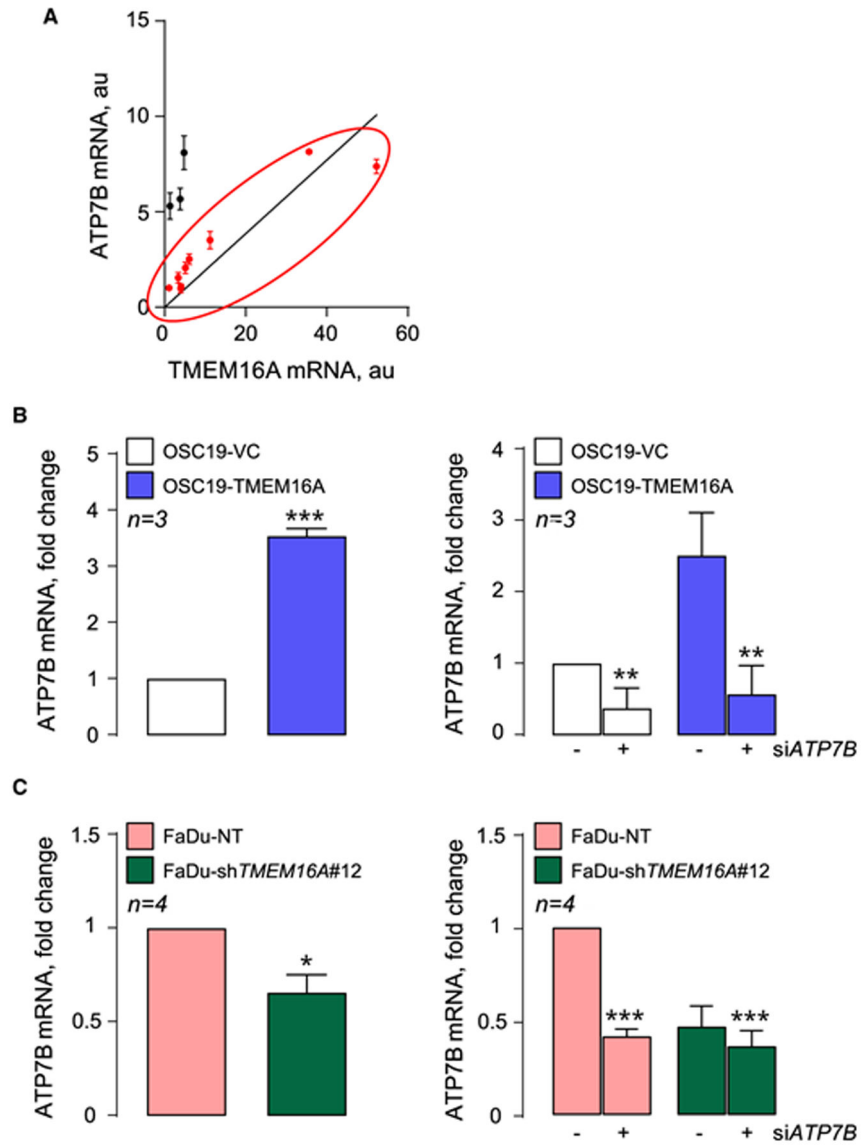 A
ATP7B mRNA, au
15
10
5
0
0 20 40 60
TMEM16A mRNA, au
B
ATP7B mRNA, fold change
5
4
3
2
1
0
OSC19-VC
OSC19-TMEM16A
n=3
***
ATP7B mRNA, fold change
4
3
2
1
0
OSC19-VC
OSC19-TMEM16A
n=3
** **
- + - + siATP7B
C
ATP7B mRNA, fold change
1.5
1
0.5
0
FaDu-NT
FaDu-shTMEM16A#12
n=4
*
ATP7B mRNA, fold change
1.5
1
0.5
0
FaDu-NT
FaDu-shTMEM16A#12
n=4
*** ***
- + - + siATP7B